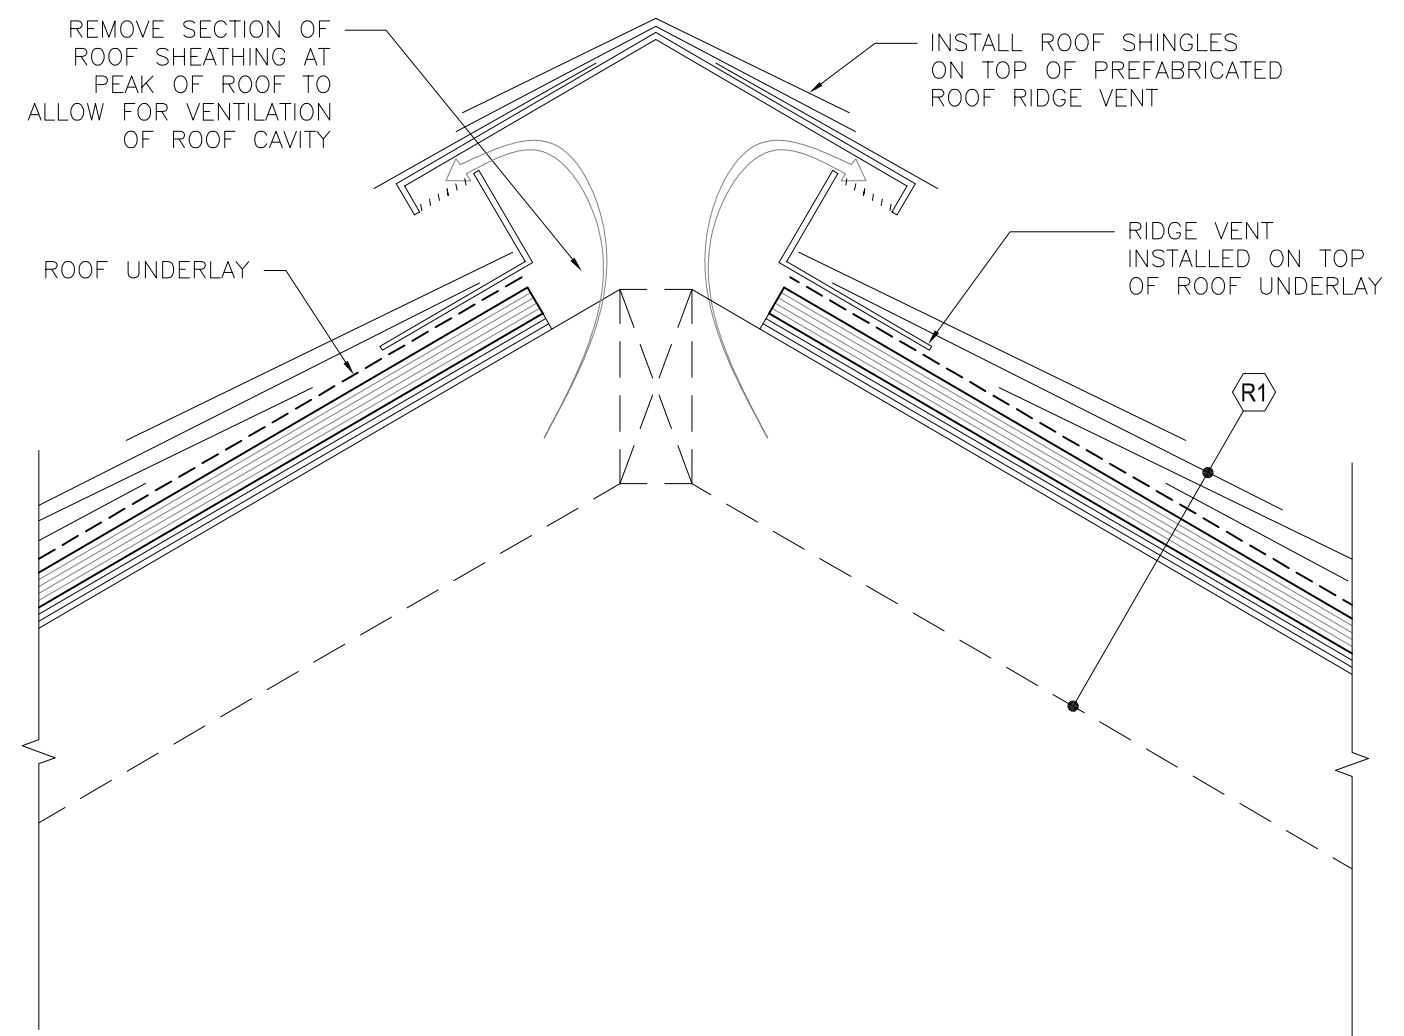 REMOVE SECTION OF
ROOF SHEATHING AT
PEAK OF ROOF TO
ALLOW FOR VENTILATION
OF ROOF CAVITY
INSTALL ROOF SHINGLES
ON TOP OF PREFABRICATED
ROOF RIDGE VENT
ROOF UNDERLAY
RIDGE VENT
INSTALLED ON TOP
OF ROOF UNDERLAY
R1